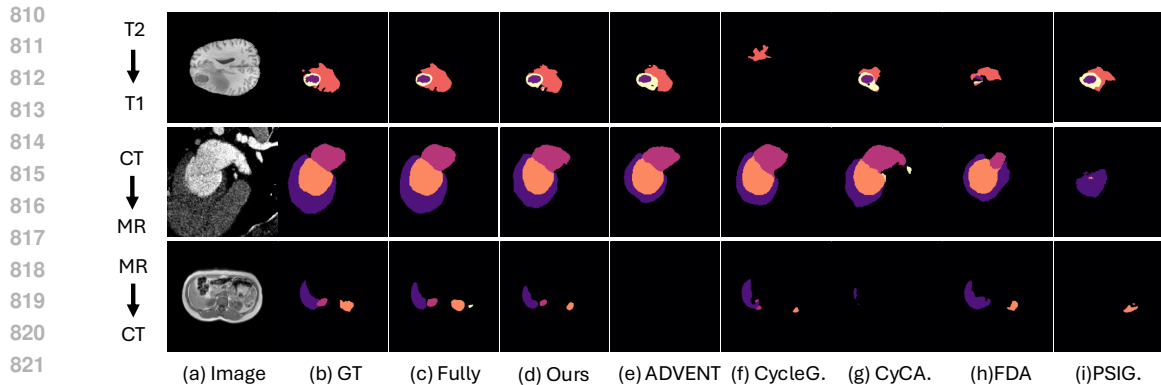 810
811
812
813
814
815
816
817
818
819
820
821
T2
T1
CT
MR
MR
CT
(a) Image (b) GT (c) Fully (d) Ours (e) ADVENT (f) CycleG. (g) CyCA. (h)FDA (i)PSIG.